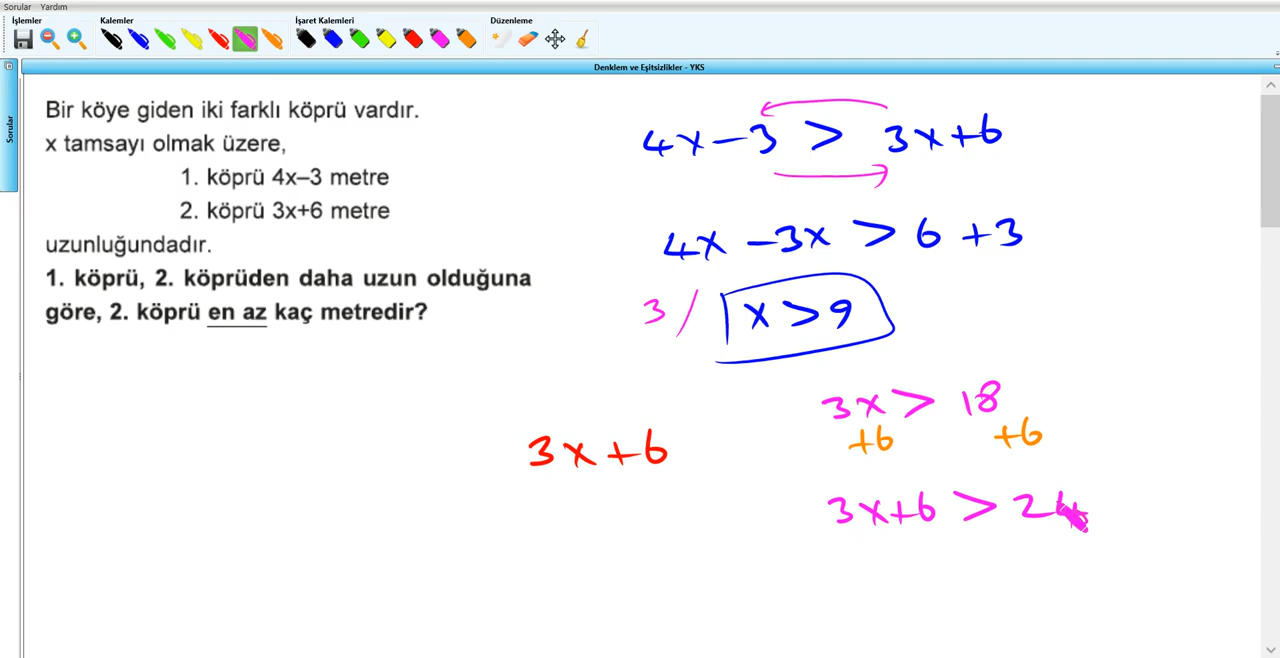 Sorular Yardım
İşlemler Kalemler İşaret Kalemleri Düzenleme
Denklem ve Eşitsizlikler - YKS
Sorular
Bir köye giden iki farklı köprü vardır.
x tamsayı olmak üzere,
1. köprü 4x–3 metre
2. köprü 3x+6 metre
uzunluğundadır.
1. köprü, 2. köprüden daha uzun olduğuna
göre, 2. köprü en az kaç metredir?
4x-3 > 3x+6
4x -3x > 6 +3
3/ x > 9
3x > 18
+6 +6
3x+6
3x+6 > 24